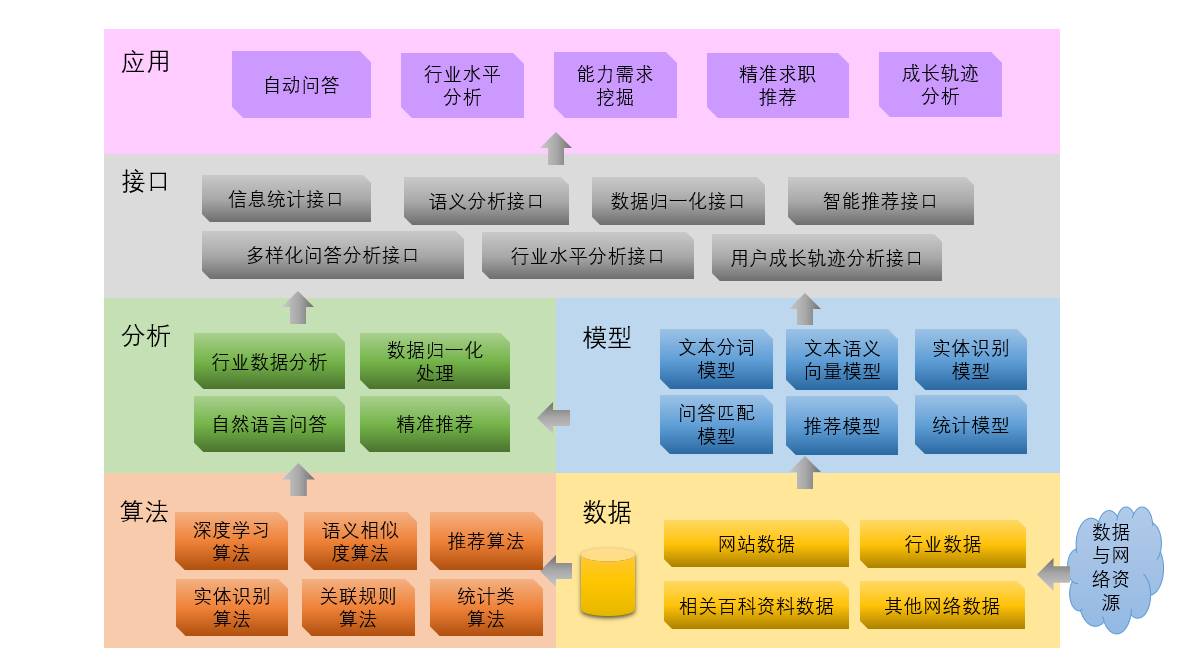 应用
自动问答
行业水平
分析
能力需求
挖掘
精准求职
推荐
成长轨迹
分析
接口
信息统计接口
语义分析接口
数据归一化接口
智能推荐接口
多样化问答分析接口
行业水平分析接口
用户成长轨迹分析接口
分析
行业数据分析
数据归一化
处理
自然语言问答
精准推荐
模型
文本分词
模型
文本语义
向量模型
实体识别
模型
问答匹配
模型
推荐模型
统计模型
算法
深度学习
算法
语义相似
度算法
推荐算法
实体识别
算法
关联规则
算法
统计类
算法
数据
网站数据
行业数据
相关百科资料数据
其他网络数据
数据
与网
络资
源